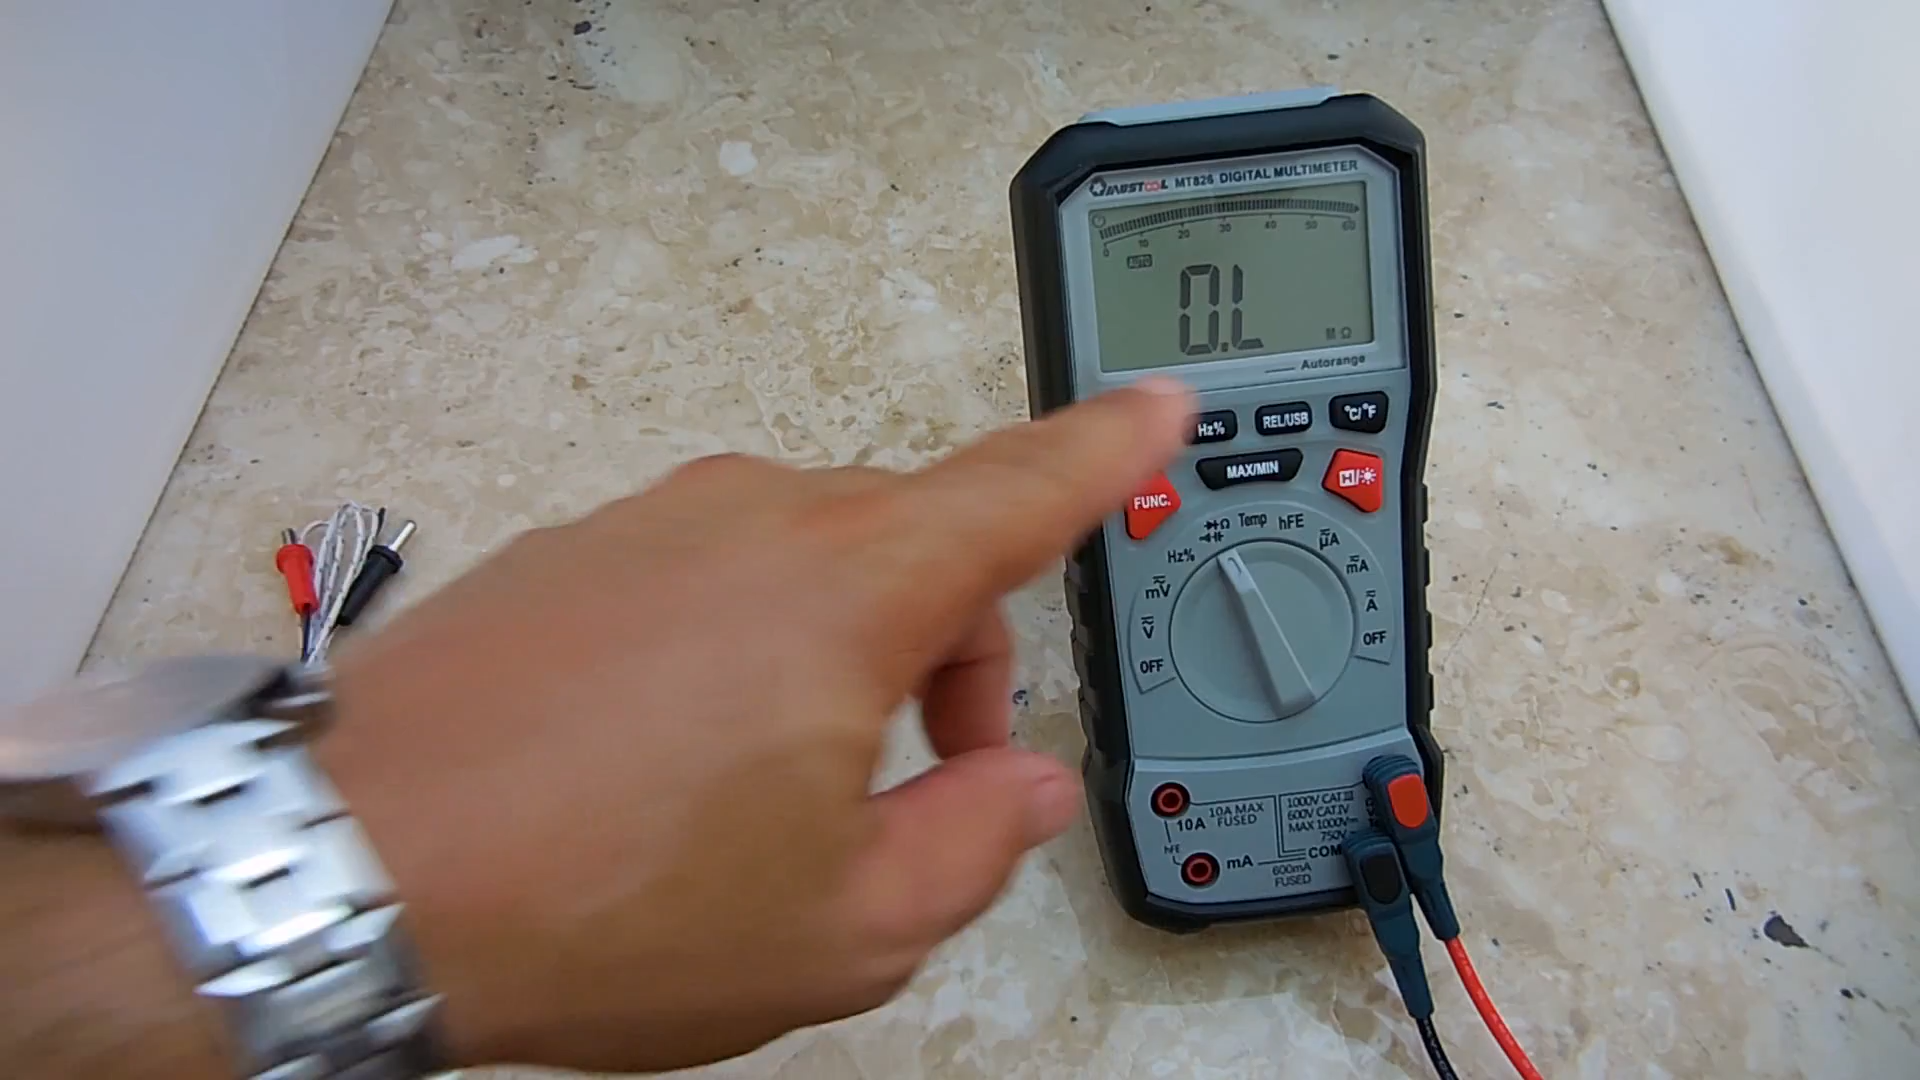 MUSTOOL MT826 DIGITAL MULTIMETER
0 10 20 30 40 50 60
AUTO
0.L
MΩ
Autorange
Hz% REL/USB °C/°F
MAX/MIN
FUNC.
H/
Ω Temp hFE
Hz% µA
mV mA
V A
OFF OFF
10A MAX
FUSED
10A
hFE
mA
1000V CAT.III
600V CAT.IV
MAX 1000V
750V
COM
600mA
FUSED